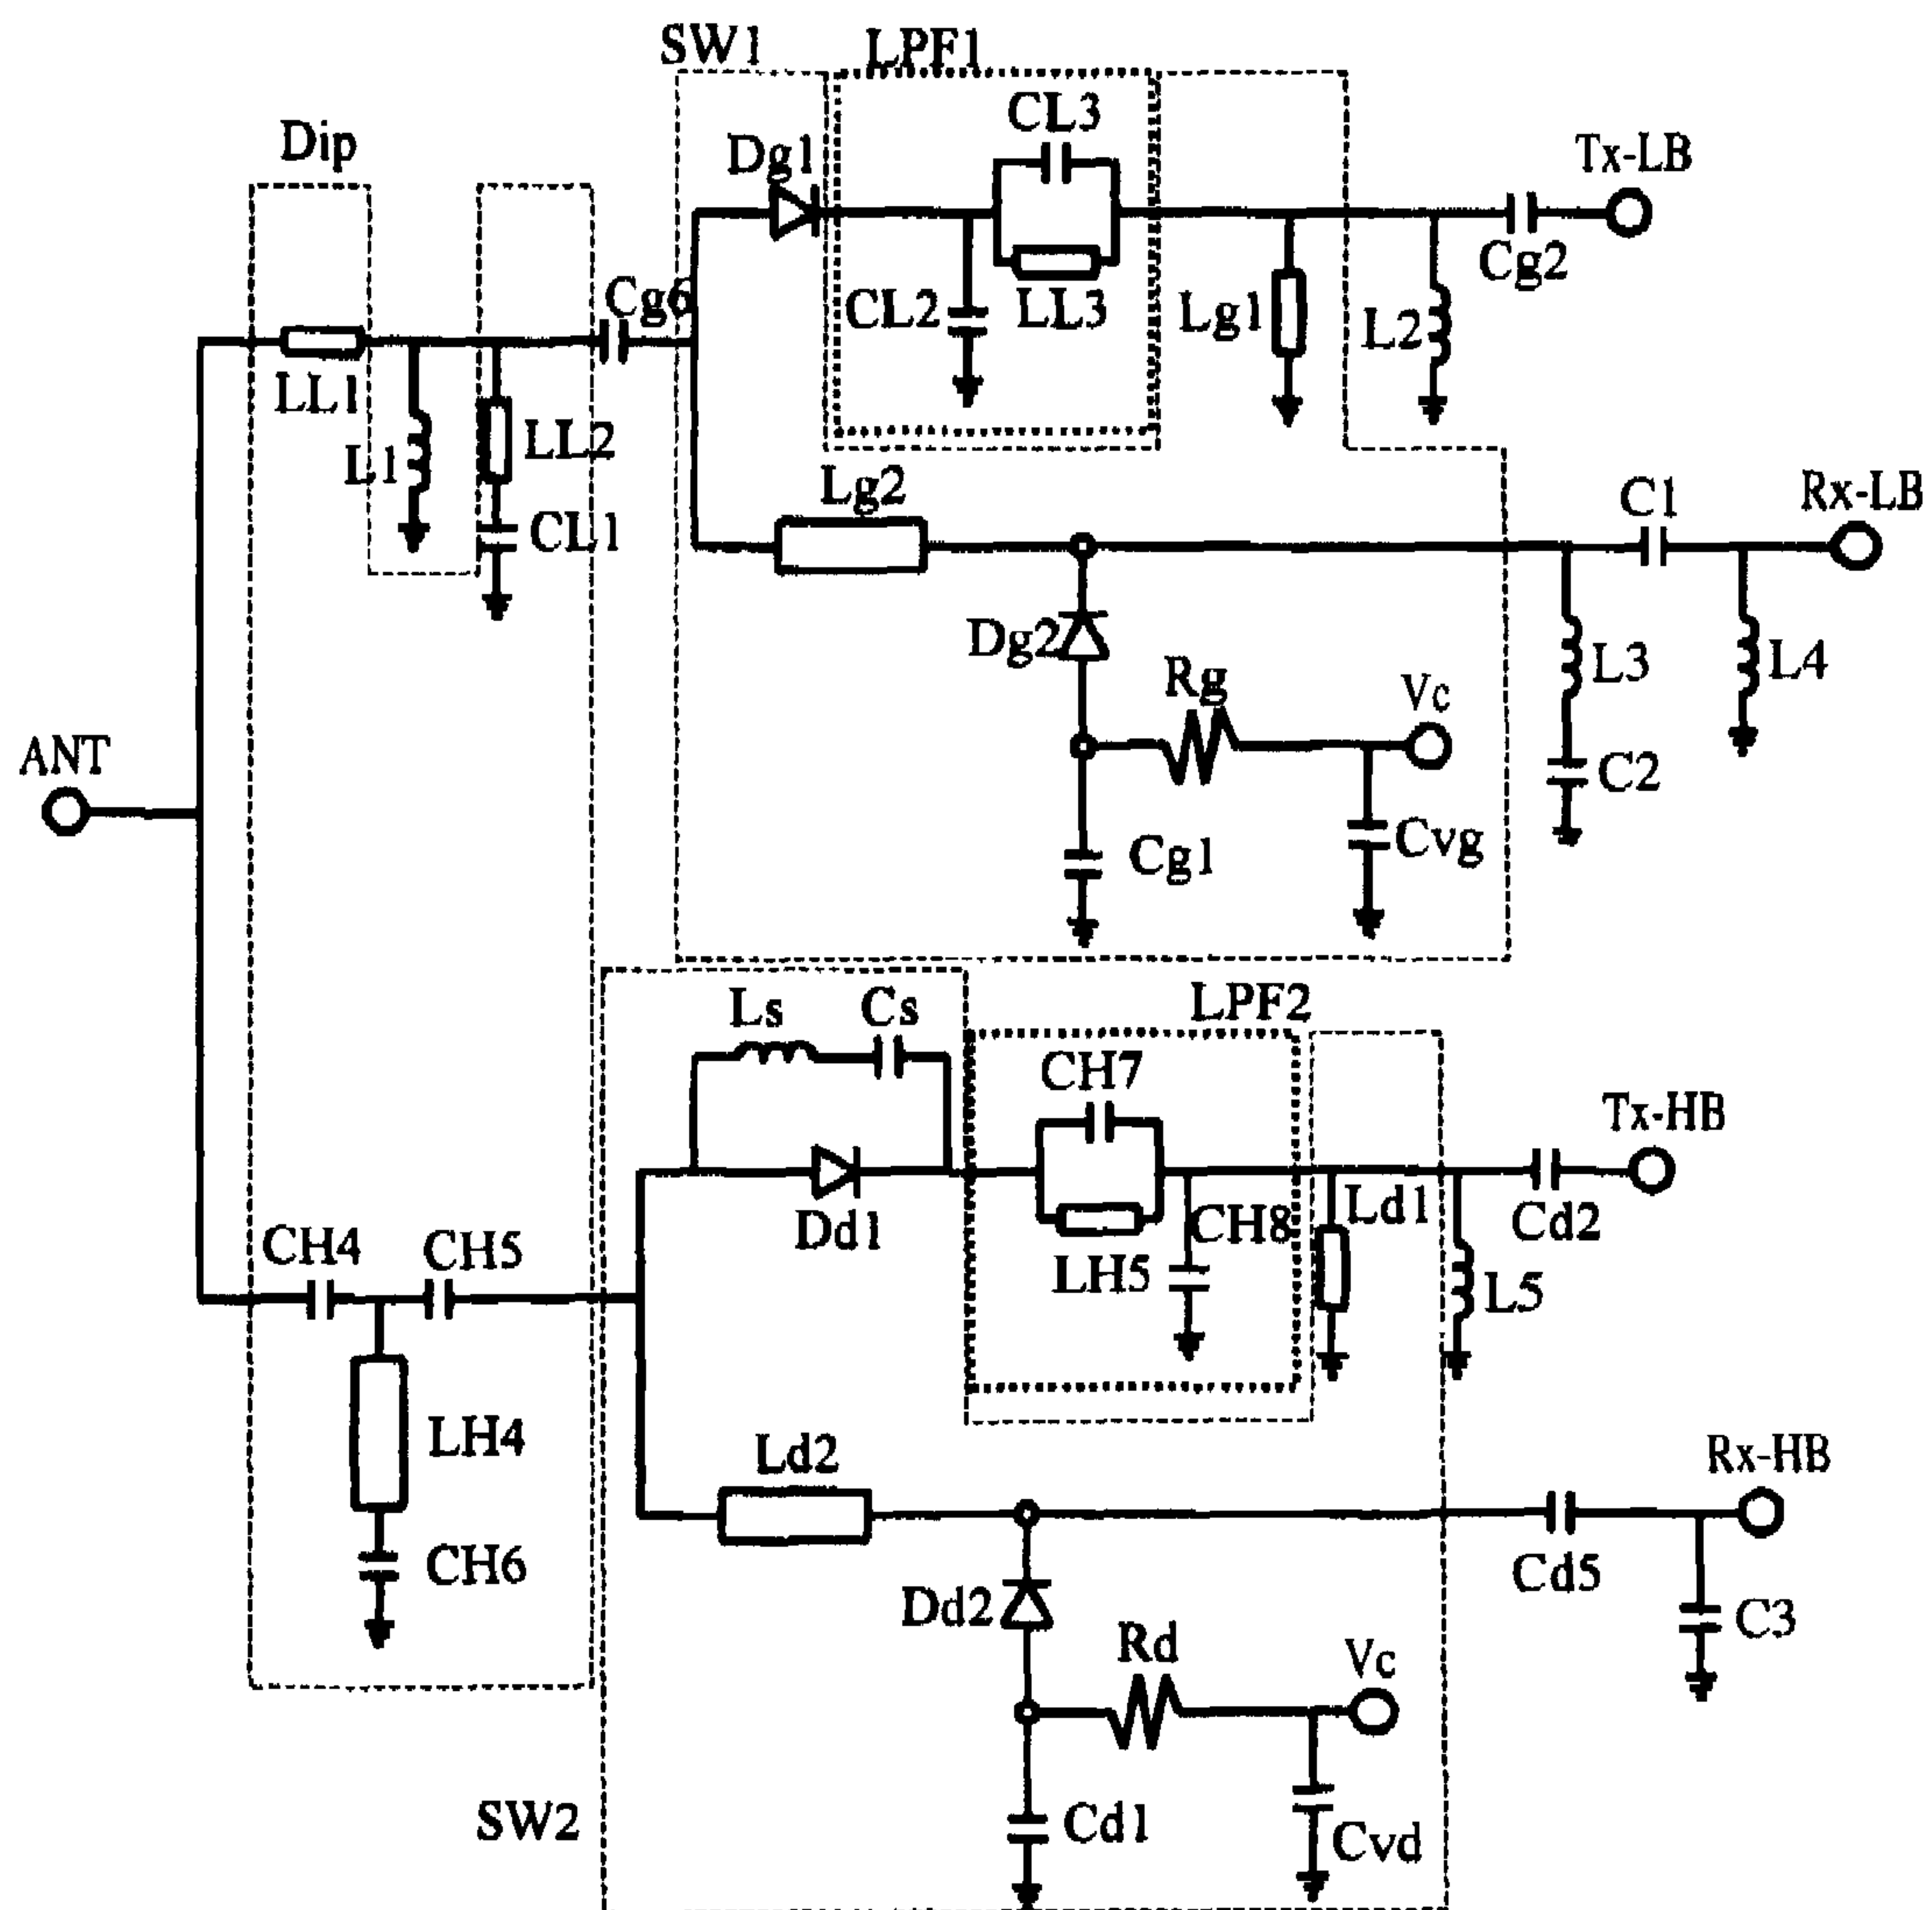 SW1
LPF1
CL3
Dip
Dg1
Tx-LB
Cg6
Cg2
CL2
LL3
Lg1
L2
LL1
L1
LL2
CL1
Lg2
C1
Rx-LB
Dg2
Rg
Vc
L3
L4
ANT
C2
Cg1
Cvg
Ls
Cs
LPF2
CH7
Tx-HB
Dd1
CH8
Ld1
Cd2
CH4
CH5
LH5
L5
LH4
Ld2
Rx-HB
CH6
Cd5
Dd2
Rd
Vc
C3
SW2
Cd1
Cvd